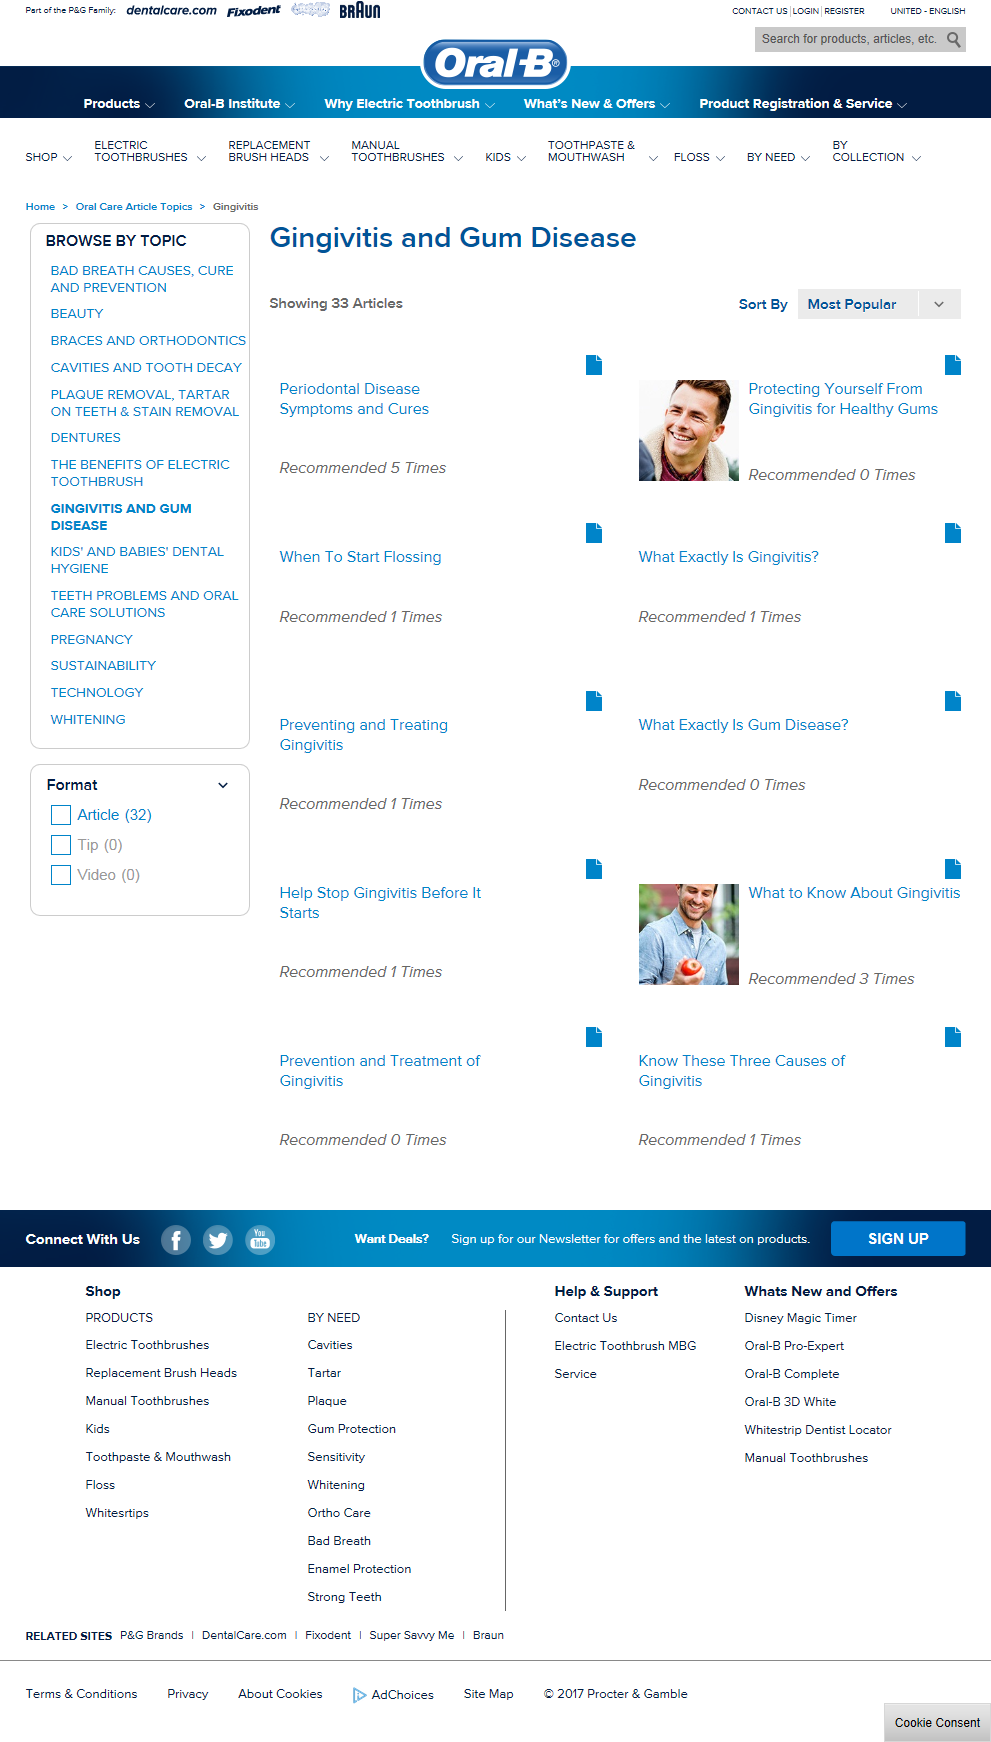 Part of the P&G Family:
dentalcare.com
Fixodent
BRAUN
CONTACT US | LOGIN | REGISTER
UNITED - ENGLISH
Search for products, articles, etc.
Oral-B®
Products
Oral-B Institute
Why Electric Toothbrush
What's New & Offers
Product Registration & Service
SHOP
ELECTRIC
TOOTHBRUSHES
REPLACEMENT
BRUSH HEADS
MANUAL
TOOTHBRUSHES
KIDS
TOOTHPASTE &
MOUTHWASH
FLOSS
BY NEED
BY
COLLECTION
Home > Oral Care Article Topics > Gingivitis
BROWSE BY TOPIC
BAD BREATH CAUSES, CURE
AND PREVENTION
BEAUTY
BRACES AND ORTHODONTICS
CAVITIES AND TOOTH DECAY
PLAQUE REMOVAL, TARTAR
ON TEETH & STAIN REMOVAL
DENTURES
THE BENEFITS OF ELECTRIC
TOOTHBRUSH
GINGIVITIS AND GUM
DISEASE
KIDS' AND BABIES' DENTAL
HYGIENE
TEETH PROBLEMS AND ORAL
CARE SOLUTIONS
PREGNANCY
SUSTAINABILITY
TECHNOLOGY
WHITENING
Format
Article (32)
Tip (0)
Video (0)
Gingivitis and Gum Disease
Showing 33 Articles
Sort By
Most Popular
Periodontal Disease
Symptoms and Cures
Recommended 5 Times
Protecting Yourself From
Gingivitis for Healthy Gums
Recommended 0 Times
When To Start Flossing
Recommended 1 Times
What Exactly Is Gingivitis?
Recommended 1 Times
Preventing and Treating
Gingivitis
Recommended 1 Times
What Exactly Is Gum Disease?
Recommended 0 Times
Help Stop Gingivitis Before It
Starts
Recommended 1 Times
What to Know About Gingivitis
Recommended 3 Times
Prevention and Treatment of
Gingivitis
Recommended 0 Times
Know These Three Causes of
Gingivitis
Recommended 1 Times
Connect With Us
You
Tube
Want Deals?
Sign up for our Newsletter for offers and the latest on products.
SIGN UP
Shop
PRODUCTS
Electric Toothbrushes
Replacement Brush Heads
Manual Toothbrushes
Kids
Toothpaste & Mouthwash
Floss
Whitesrtips
BY NEED
Cavities
Tartar
Plaque
Gum Protection
Sensitivity
Whitening
Ortho Care
Bad Breath
Enamel Protection
Strong Teeth
Help & Support
Contact Us
Electric Toothbrush MBG
Service
Whats New and Offers
Disney Magic Timer
Oral-B Pro-Expert
Oral-B Complete
Oral-B 3D White
Whitestrip Dentist Locator
Manual Toothbrushes
RELATED SITES P&G Brands | DentalCare.com | Fixodent | Super Savvy Me | Braun
Terms & Conditions
Privacy
About Cookies
AdChoices
Site Map
© 2017 Procter & Gamble
Cookie Consent